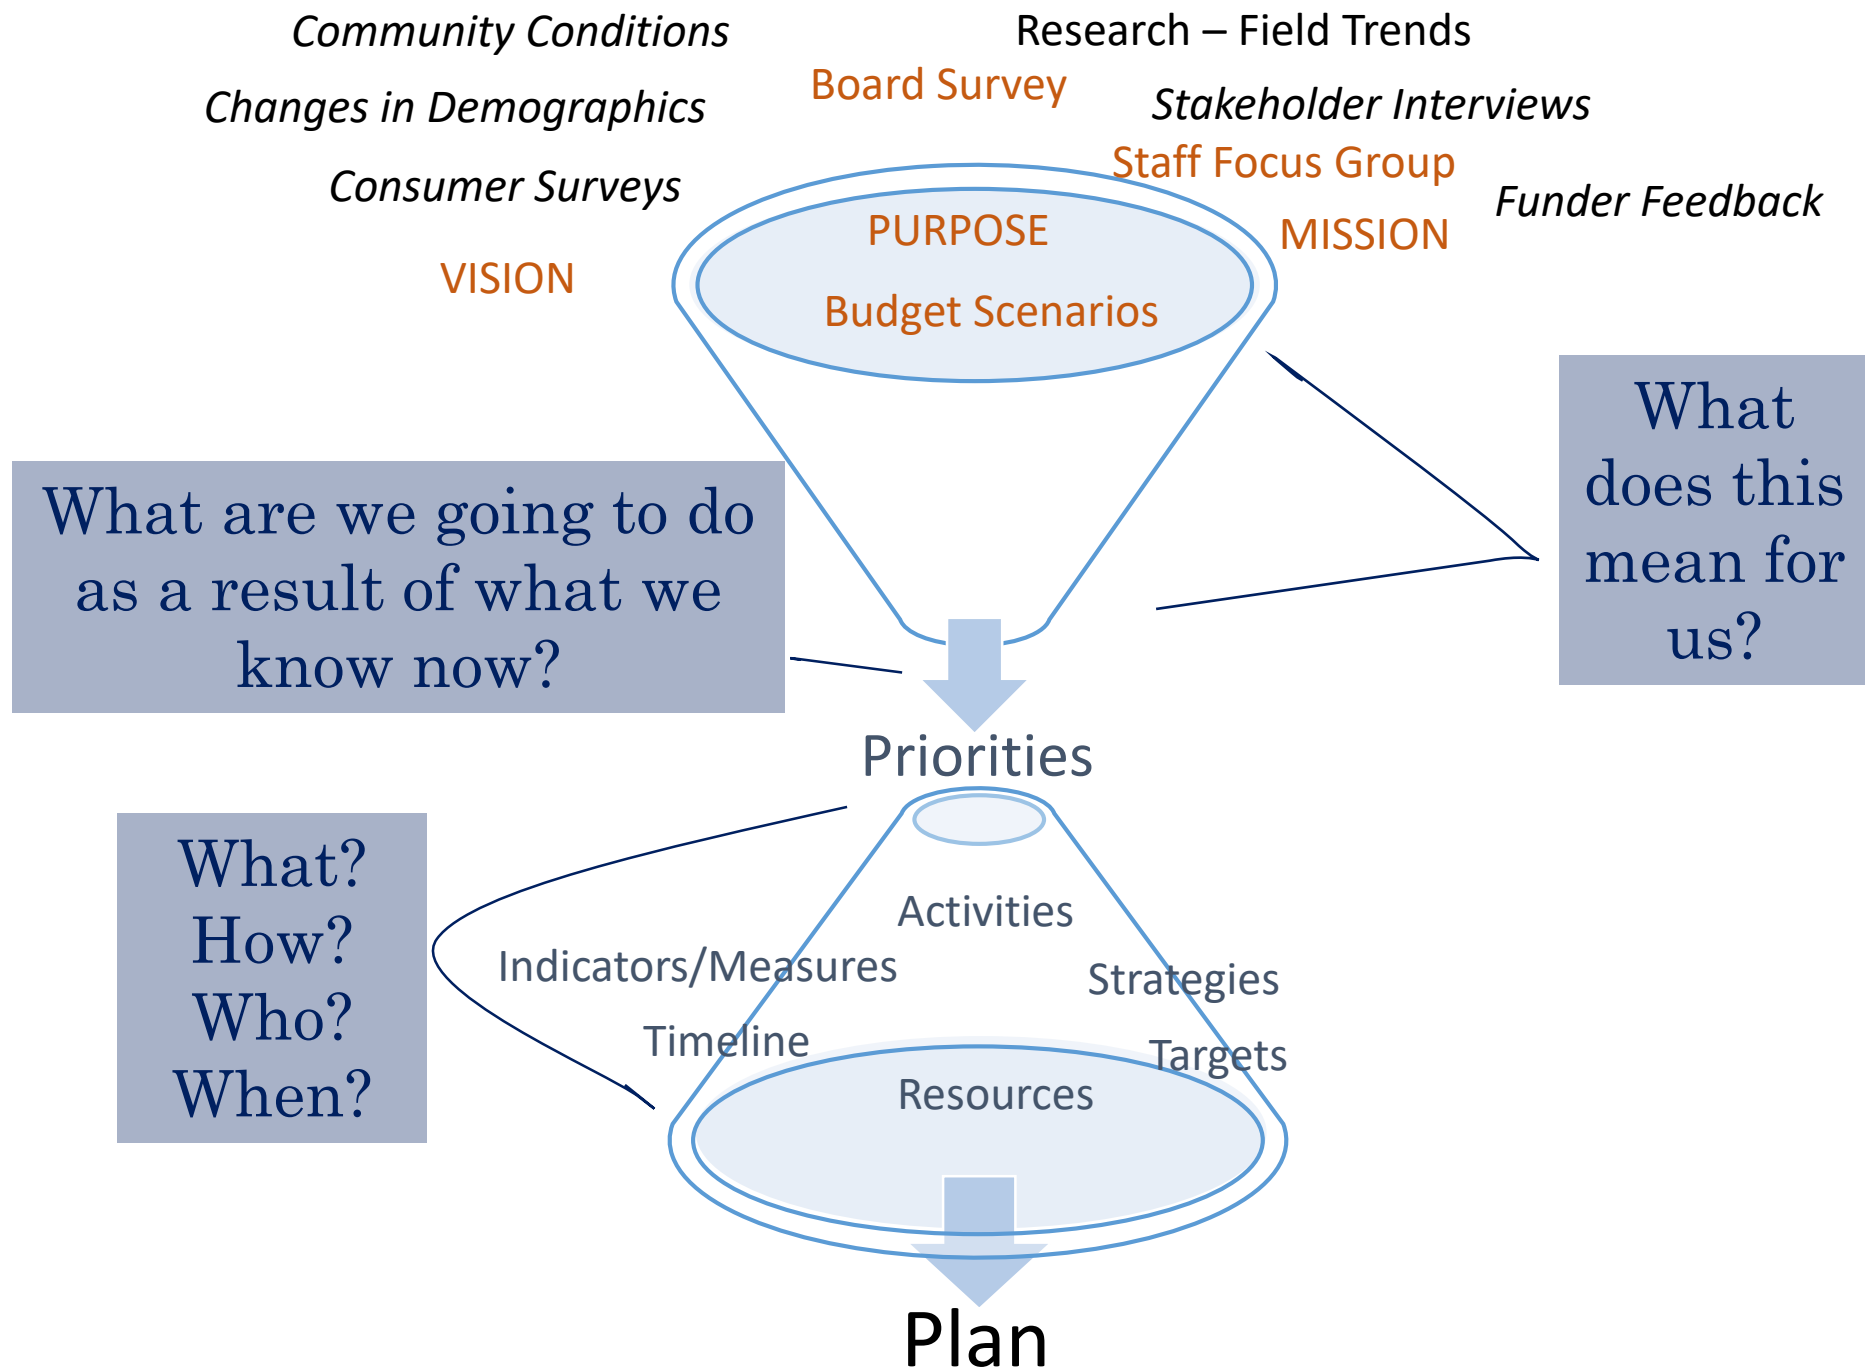 Community Conditions
Research – Field Trends
Board Survey
Changes in Demographics
Stakeholder Interviews
Staff Focus Group
Consumer Surveys
Funder Feedback
PURPOSE
MISSION
VISION
Budget Scenarios
What
does this
mean for
us?
What are we going to do
as a result of what we
know now?
Priorities
What?
How?
Who?
When?
Activities
Indicators/Measures
Strategies
Timeline
Targets
Resources
Plan